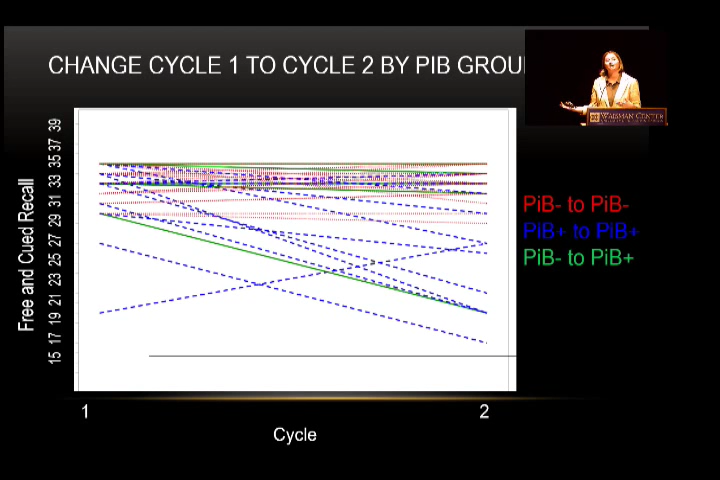 CHANGE CYCLE 1 TO CYCLE 2 BY PIB GROU
WAISMAN CENTER
Free and Cued Recall
39
37
35
33
31
29
27
25
23
21
19
17
15
PiB- to PiB-
PiB+ to PiB+
PiB- to PiB+
1
2
Cycle